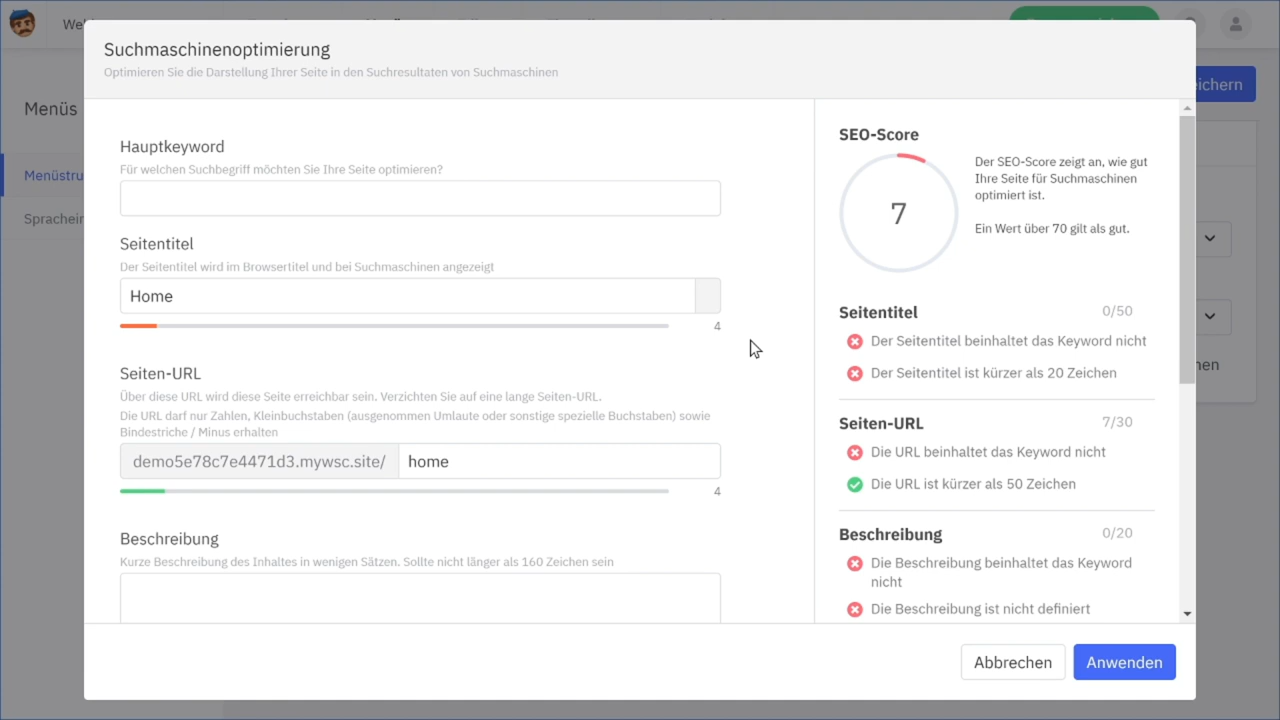 Suchmaschinenoptimierung
Optimieren Sie die Darstellung Ihrer Seite in den Suchresultaten von Suchmaschinen
Menüs
Hauptkeyword
Für welchen Suchbegriff möchten Sie Ihre Seite optimieren?
Seitentitel
Der Seitentitel wird im Browsertitel und bei Suchmaschinen angezeigt
Home
4
Seiten-URL
Über diese URL wird diese Seite erreichbar sein. Verzichten Sie auf eine lange Seiten-URL.
Die URL darf nur Zahlen, Kleinbuchstaben (ausgenommen Umlaute oder sonstige spezielle Buchstaben) sowie
Bindestriche / Minus erhalten
demo5e78c7e4471d3.mywsc.site/ home
4
Beschreibung
Kurze Beschreibung des Inhaltes in wenigen Sätzen. Sollte nicht länger als 160 Zeichen sein
SEO-Score
7
Der SEO-Score zeigt an, wie gut
Ihre Seite für Suchmaschinen
optimiert ist.
Ein Wert über 70 gilt als gut.
Seitentitel 0/50
Der Seitentitel beinhaltet das Keyword nicht
Der Seitentitel ist kürzer als 20 Zeichen
Seiten-URL 7/30
Die URL beinhaltet das Keyword nicht
Die URL ist kürzer als 50 Zeichen
Beschreibung 0/20
Die Beschreibung beinhaltet das Keyword
nicht
Die Beschreibung ist nicht definiert
Abbrechen
Anwenden